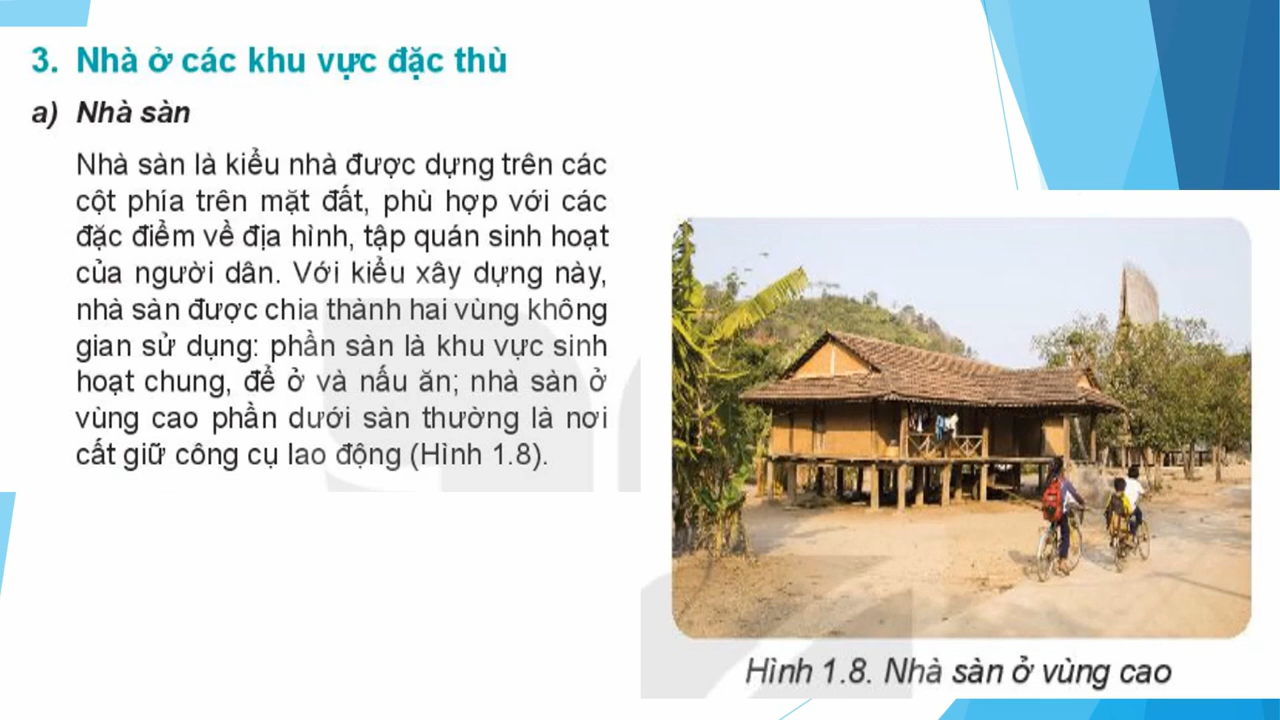 3. Nhà ở các khu vực đặc thù
a) Nhà sàn
Nhà sàn là kiểu nhà được dựng trên các
cột phía trên mặt đất, phù hợp với các
đặc điểm về địa hình, tập quán sinh hoạt
của người dân. Với kiểu xây dựng này,
nhà sàn được chia thành hai vùng không
gian sử dụng: phần sàn là khu vực sinh
hoạt chung, để ở và nấu ăn; nhà sàn ở
vùng cao phần dưới sàn thường là nơi
cất giữ công cụ lao động (Hình 1.8).
Hình 1.8. Nhà sàn ở vùng cao